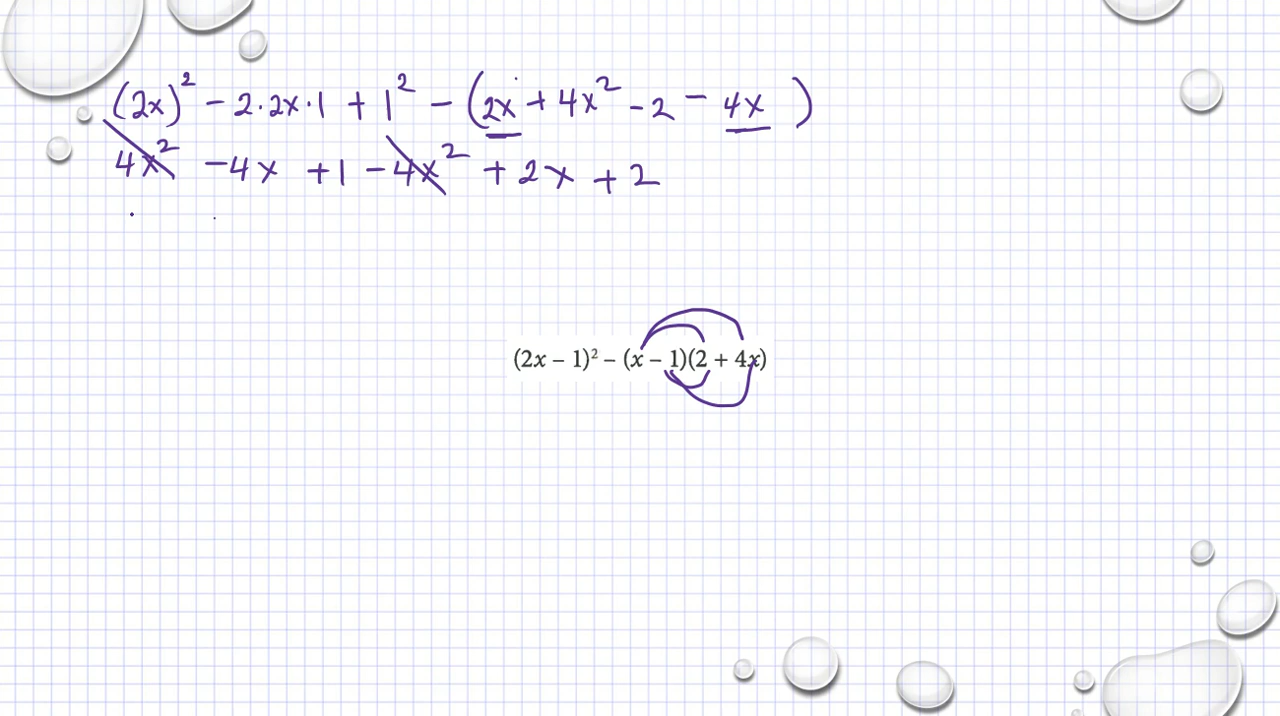 (2x)² - 2·2x·1 + 1² - (2x + 4x² - 2 - 4x)
4x² - 4x + 1 - 4x² + 2x + 2
(2x − 1)² − (x − 1)(2 + 4x)